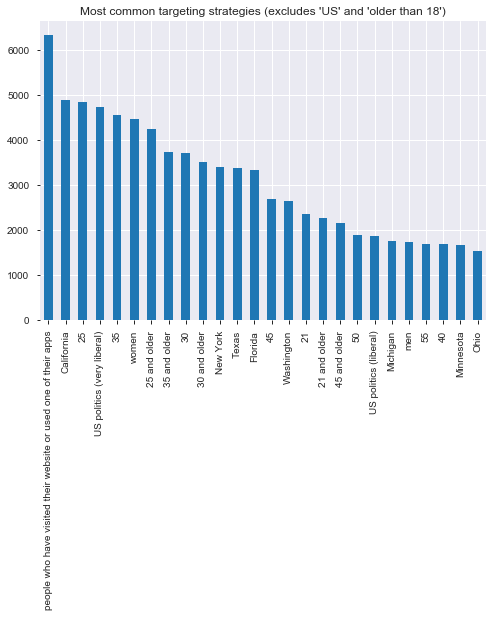 Most common targeting strategies (excludes 'US' and 'older than 18')
6000
5000
4000
3000
2000
1000
0
people who have visited their website or used one of their apps
California
25
US politics (very liberal)
35
women
25 and older
35 and older
30
30 and older
New York
Texas
Florida
45
Washington
21
21 and older
45 and older
50
US politics (liberal)
Michigan
men
55
40
Minnesota
Ohio